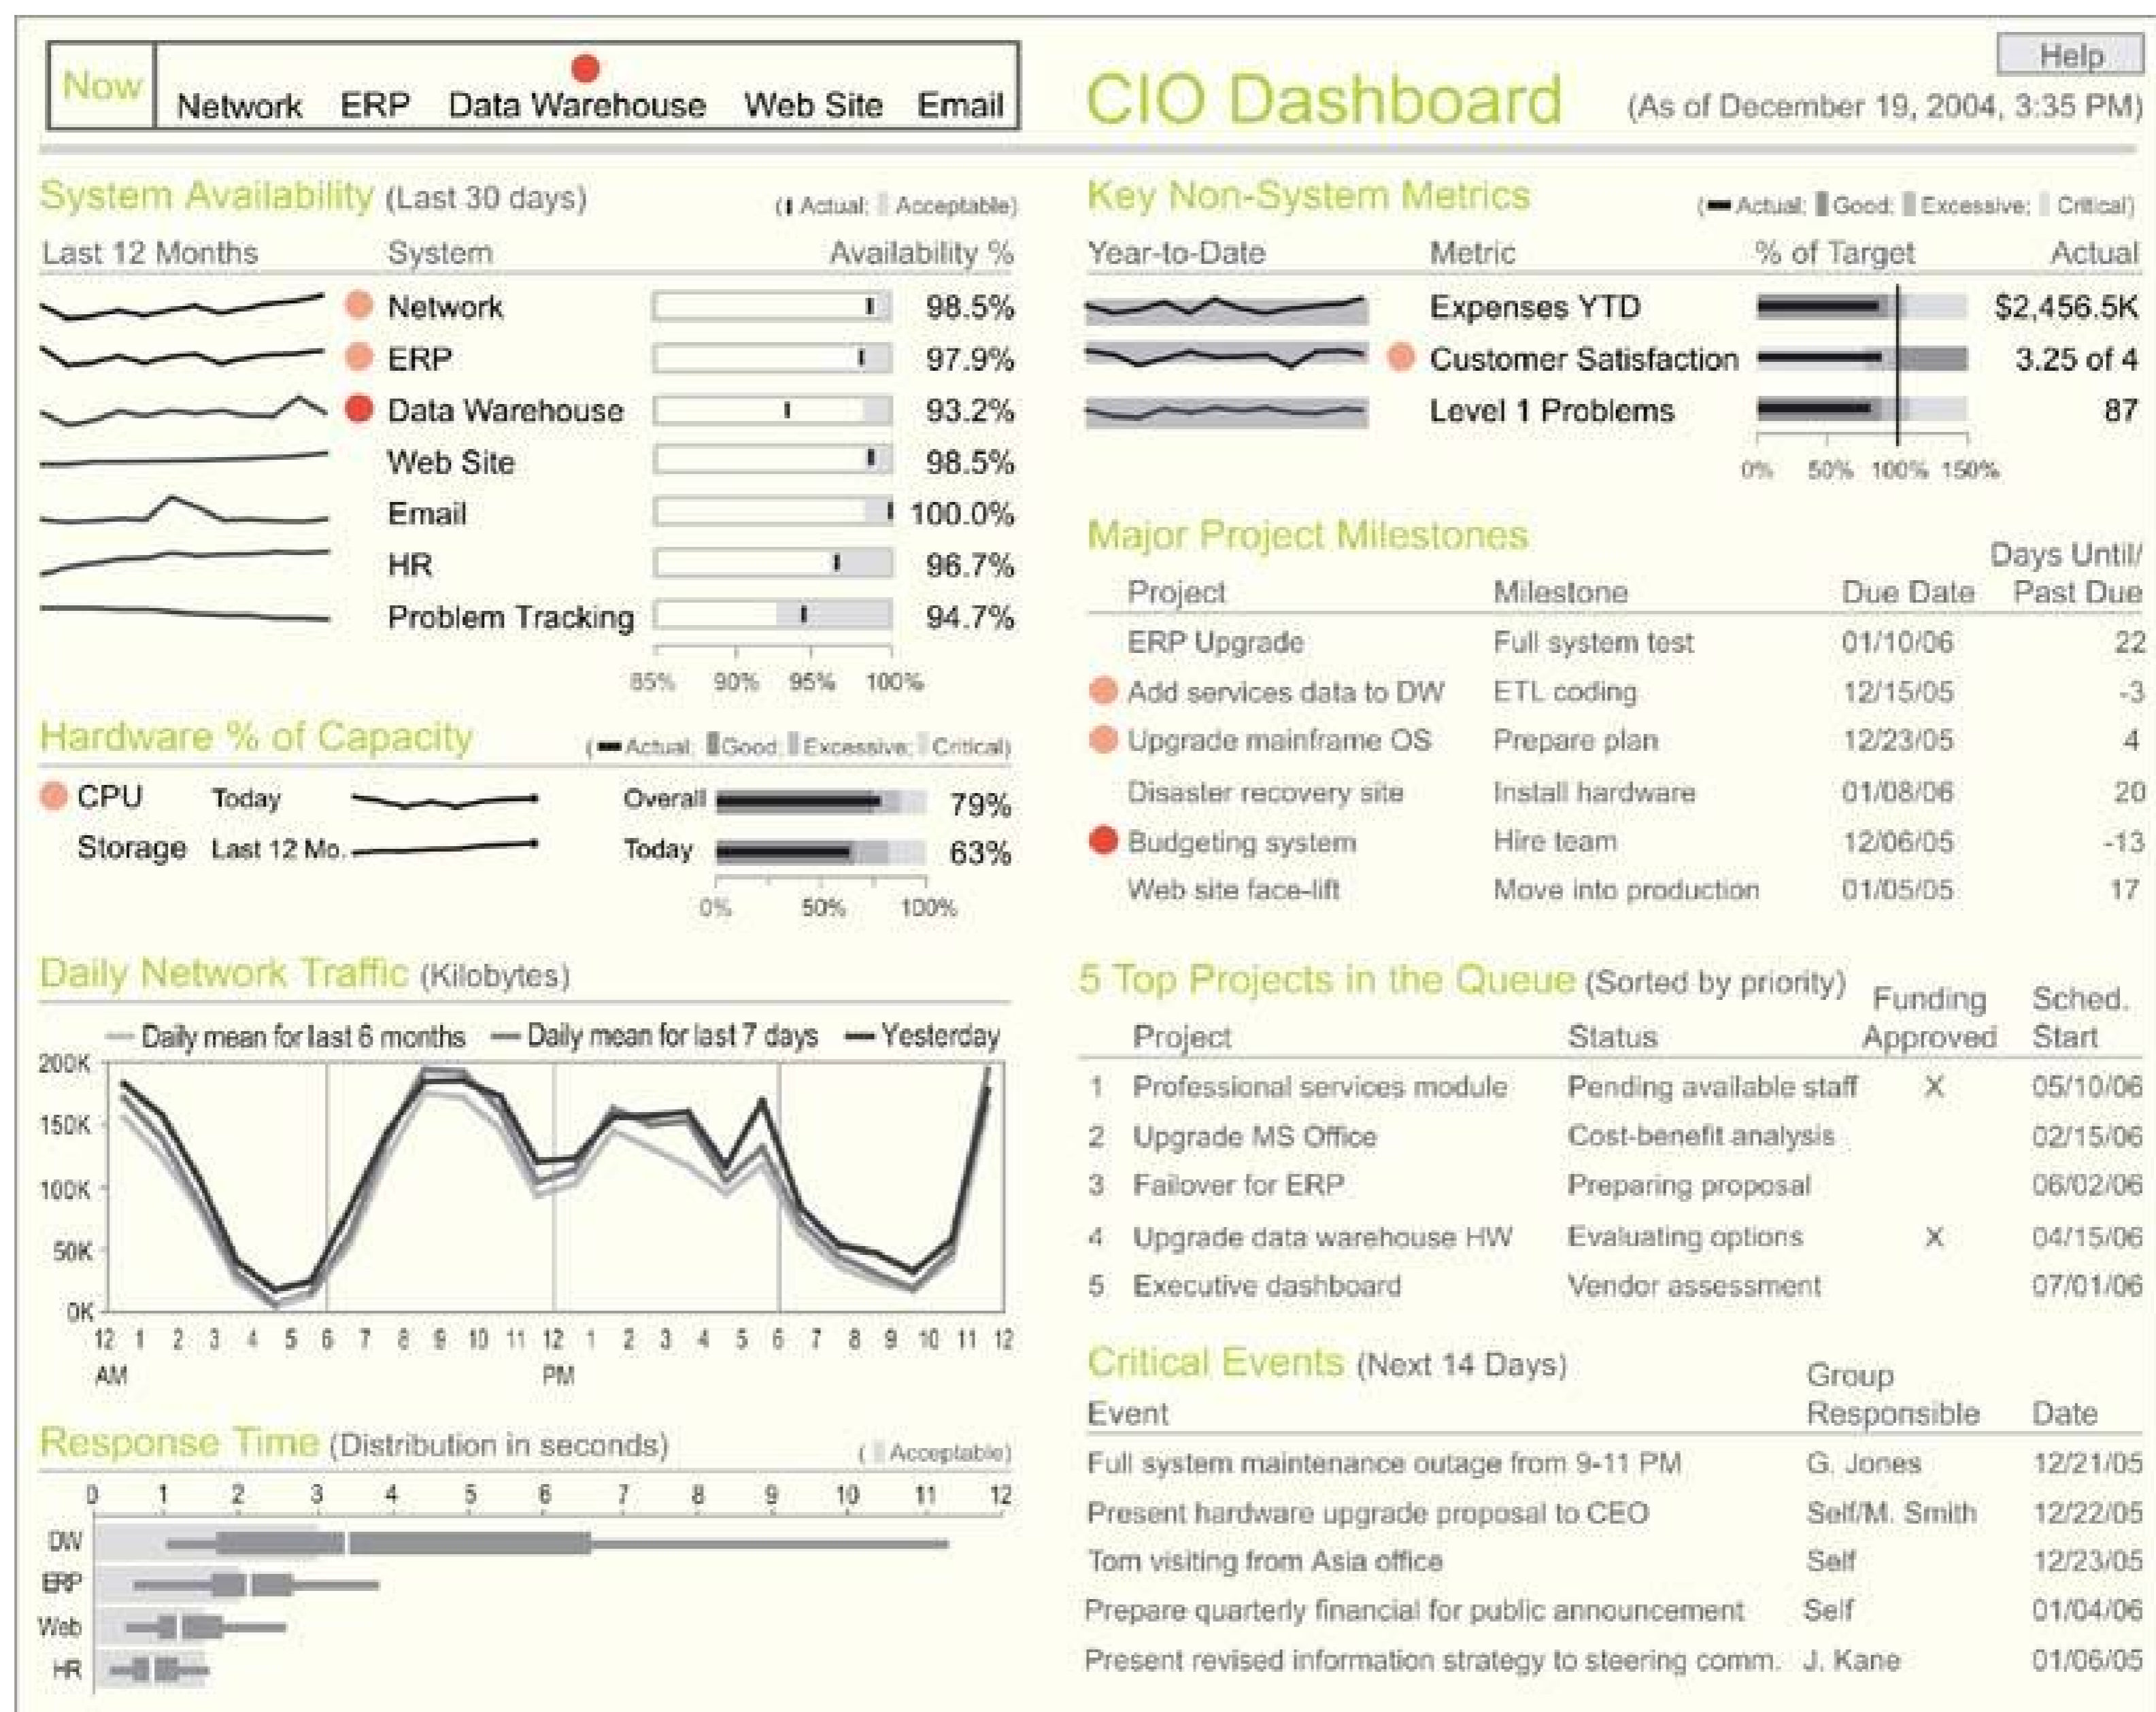 Now
Network ERP Data Warehouse Web Site Email
CIO Dashboard
Help
(As of December 19, 2004, 3:35 PM)
System Availability (Last 30 days)
(Actual; Acceptable)
Last 12 Months System Availability %
Network 98.5%
ERP 97.9%
Data Warehouse 93.2%
Web Site 98.5%
Email 100.0%
HR 96.7%
Problem Tracking 94.7%
85% 90% 95% 100%
Hardware % of Capacity
(Actual; Good; Excessive; Critical)
CPU Today Overall 79%
Storage Last 12 Mo. Today 63%
0% 50% 100%
Daily Network Traffic (Kilobytes)
Daily mean for last 6 months Daily mean for last 7 days Yesterday
200K
150K
100K
50K
0K
12 1 2 3 4 5 6 7 8 9 10 11 12 1 2 3 4 5 6 7 8 9 10 11 12
AM PM
Response Time (Distribution in seconds)
(Acceptable)
0 1 2 3 4 5 6 7 8 9 10 11 12
DW
ERP
Web
HR
Key Non-System Metrics
(Actual; Good; Excessive; Critical)
Year-to-Date Metric % of Target Actual
Expenses YTD $2,456.5K
Customer Satisfaction 3.25 of 4
Level 1 Problems 87
0% 50% 100% 150%
Major Project Milestones
Days Until/
Project Milestone Due Date Past Due
ERP Upgrade Full system test 01/10/06 22
Add services data to DW ETL coding 12/15/05 -3
Upgrade mainframe OS Prepare plan 12/23/05 4
Disaster recovery site Install hardware 01/08/06 20
Budgeting system Hire team 12/06/05 -13
Web site face-lift Move into production 01/05/05 17
5 Top Projects in the Queue (Sorted by priority)
Funding Sched.
Project Status Approved Start
1 Professional services module Pending available staff X 05/10/06
2 Upgrade MS Office Cost-benefit analysis 02/15/06
3 Failover for ERP Preparing proposal 06/02/06
4 Upgrade data warehouse HW Evaluating options X 04/15/06
5 Executive dashboard Vendor assessment 07/01/06
Critical Events (Next 14 Days)
Group
Event Responsible Date
Full system maintenance outage from 9-11 PM G. Jones 12/21/05
Present hardware upgrade proposal to CEO Self/M. Smith 12/22/05
Tom visiting from Asia office Self 12/23/05
Prepare quarterly financial for public announcement Self 01/04/06
Present revised information strategy to steering comm. J. Kane 01/06/05